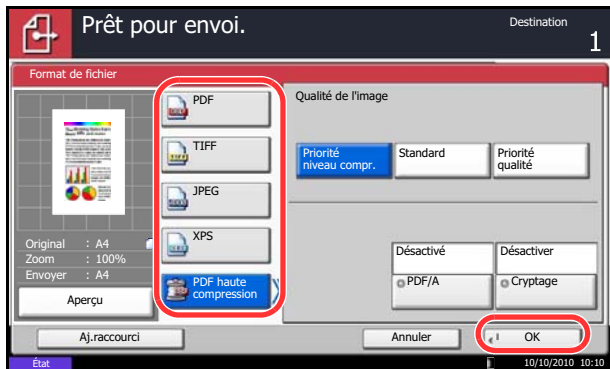 Prêt pour envoi.
Destination
1
Format de fichier
PDF
TIFF
JPEG
XPS
PDF haute
compression
Qualité de l'image
Priorité
niveau compr.
Standard
Priorité
qualité
Original : A4
Zoom : 100%
Envoyer : A4
Aperçu
Désactivé
PDF/A
Désactiver
Cryptage
Aj.raccourci
Annuler
OK
État
10/10/2010 10:10